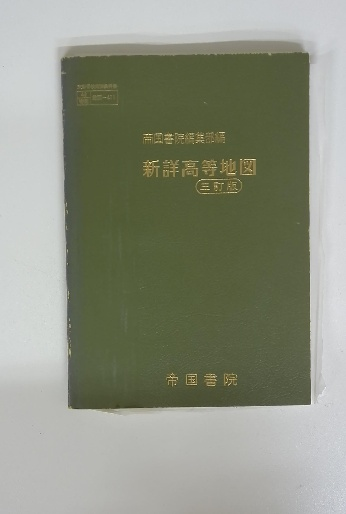 帝国書院編集部編
新詳高等地図
三訂版
帝国書院